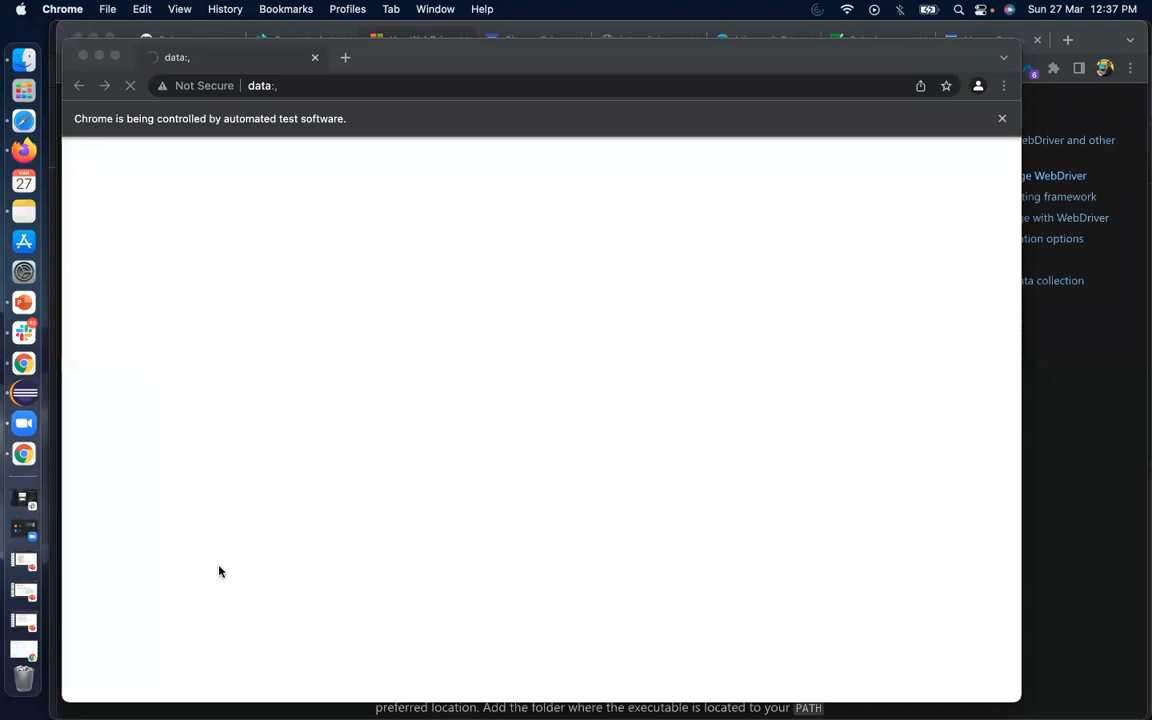 Chrome File Edit View History Bookmarks Profiles Tab Window Help Sun 27 Mar 12:37 PM
data:,
Not Secure data:,
6
Chrome is being controlled by automated test software.
ebDriver and other
ge WebDriver
ting framework
e with WebDriver
tion options
ta collection
27
preferred location. Add the folder where the executable is located to your PATH